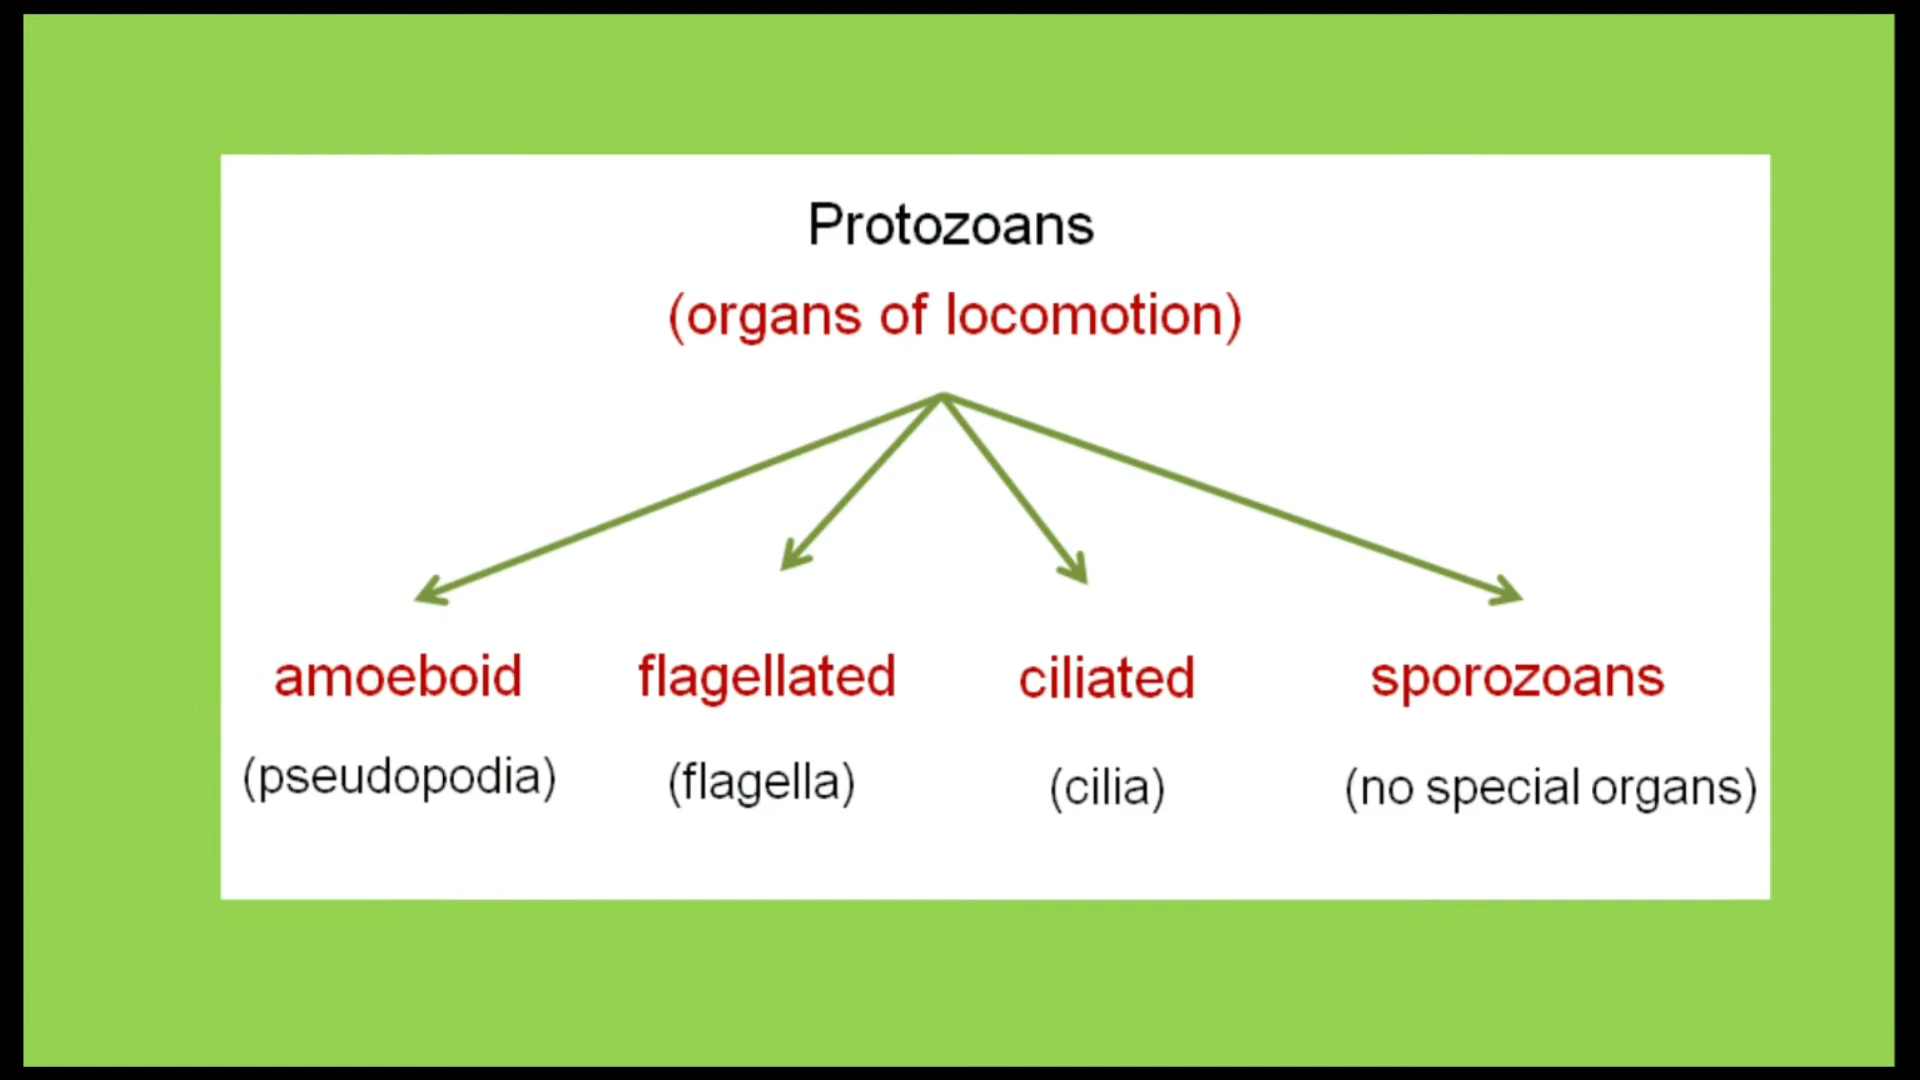 Protozoans
(organs of locomotion)
amoeboid flagellated ciliated sporozoans
(pseudopodia) (flagella) (cilia) (no special organs)